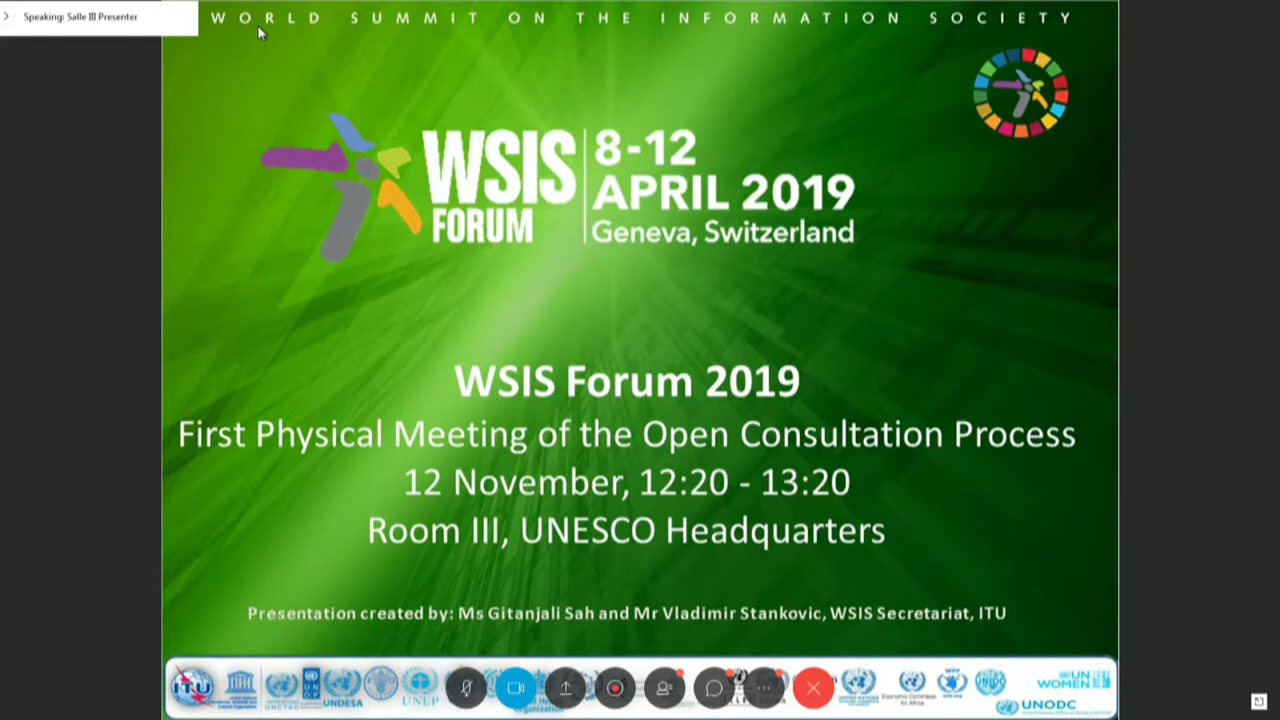 Speaking: Salle III Presenter
WORLD SUMMIT ON THE INFORMATION SOCIETY
WSIS
FORUM
8-12
APRIL 2019
Geneva, Switzerland
WSIS Forum 2019
First Physical Meeting of the Open Consultation Process
12 November, 12:20 - 13:20
Room III, UNESCO Headquarters
Presentation created by: Ms Gitanjali Sah and Mr Vladimir Stankovic, WSIS Secretariat, ITU
ITU
UNCTAD
UNDP
UNDESA
UNEP
UN
WOMEN
UNODC